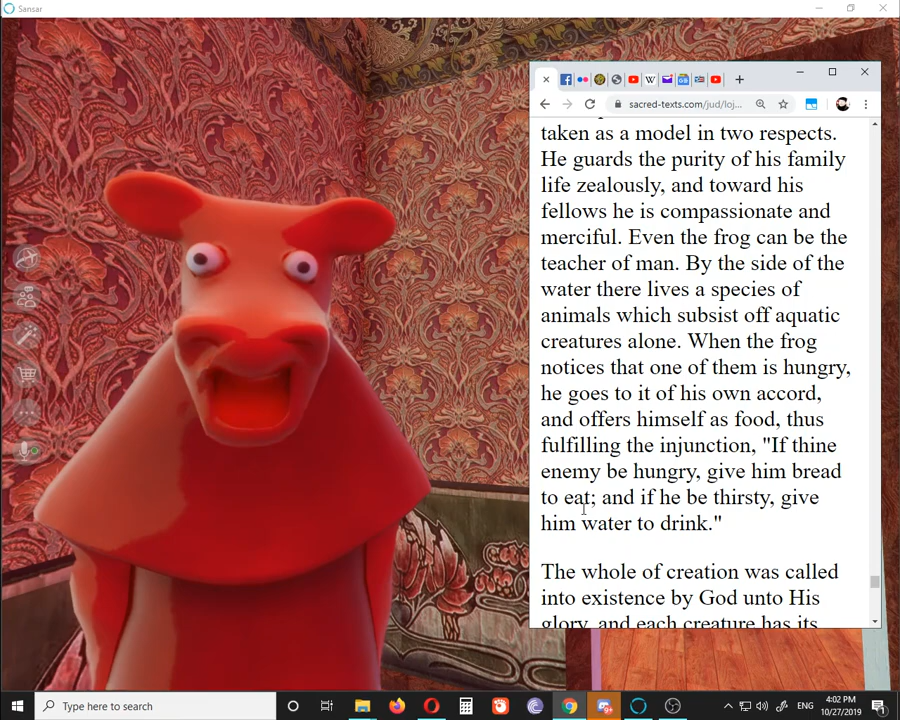 Sansar
sacred-texts.com/jud/loj...
taken as a model in two respects.
He guards the purity of his family
life zealously, and toward his
fellows he is compassionate and
merciful. Even the frog can be the
teacher of man. By the side of the
water there lives a species of
animals which subsist off aquatic
creatures alone. When the frog
notices that one of them is hungry,
he goes to it of his own accord,
and offers himself as food, thus
fulfilling the injunction, "If thine
enemy be hungry, give him bread
to eat; and if he be thirsty, give
him water to drink."
The whole of creation was called
into existence by God unto His
glory, and each creature has its
Type here to search
ENG
4:02 PM
10/27/2019